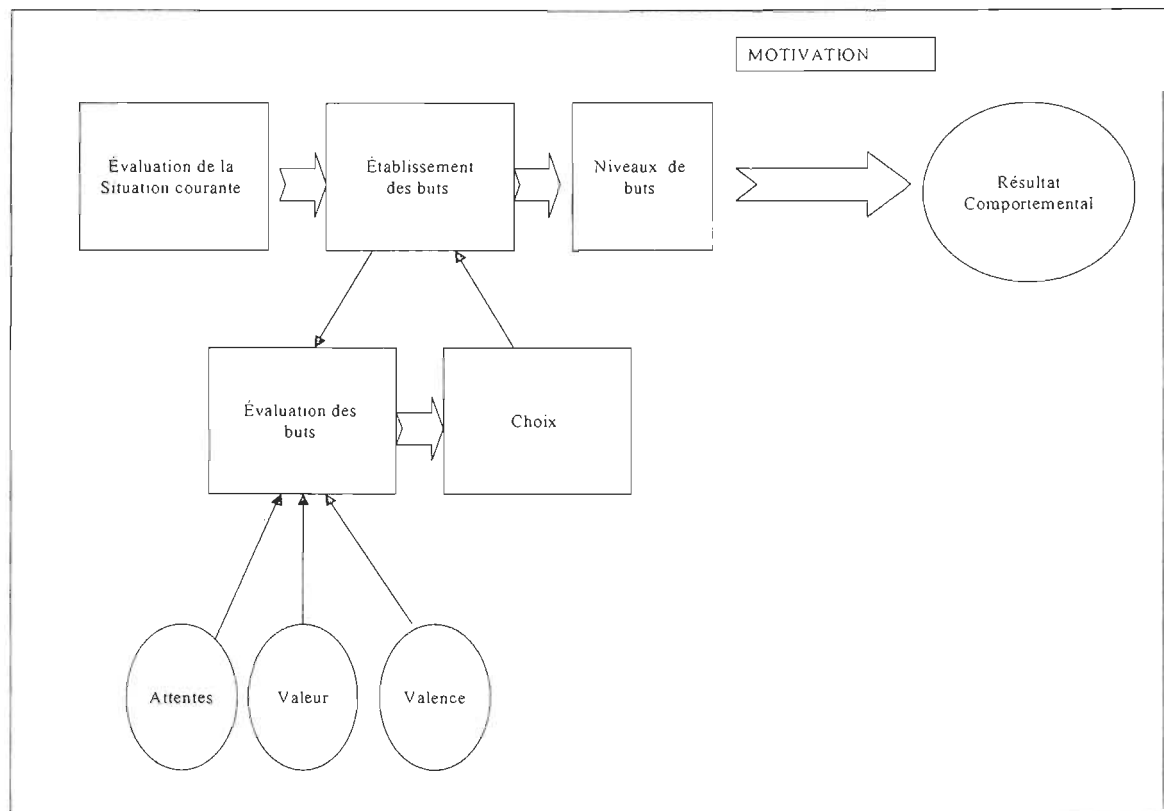 MOTIVATION
Évaluation de la
Situation courante
Établissement
des buts
Niveaux de
buts
Résultat
Comportemental
Évaluation des
buts
Choix
Attentes
Valeur
Valence